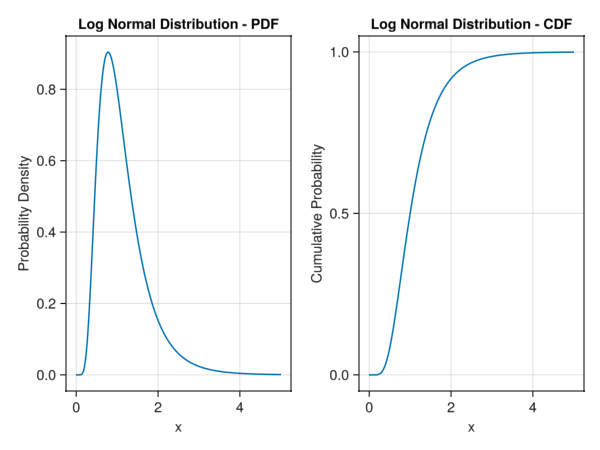 Log Normal Distribution - PDF
Probability Density
0.8
0.6
0.4
0.2
0.0
0 2 4
x
Log Normal Distribution - CDF
Cumulative Probability
1.0
0.5
0.0
0 2 4
x